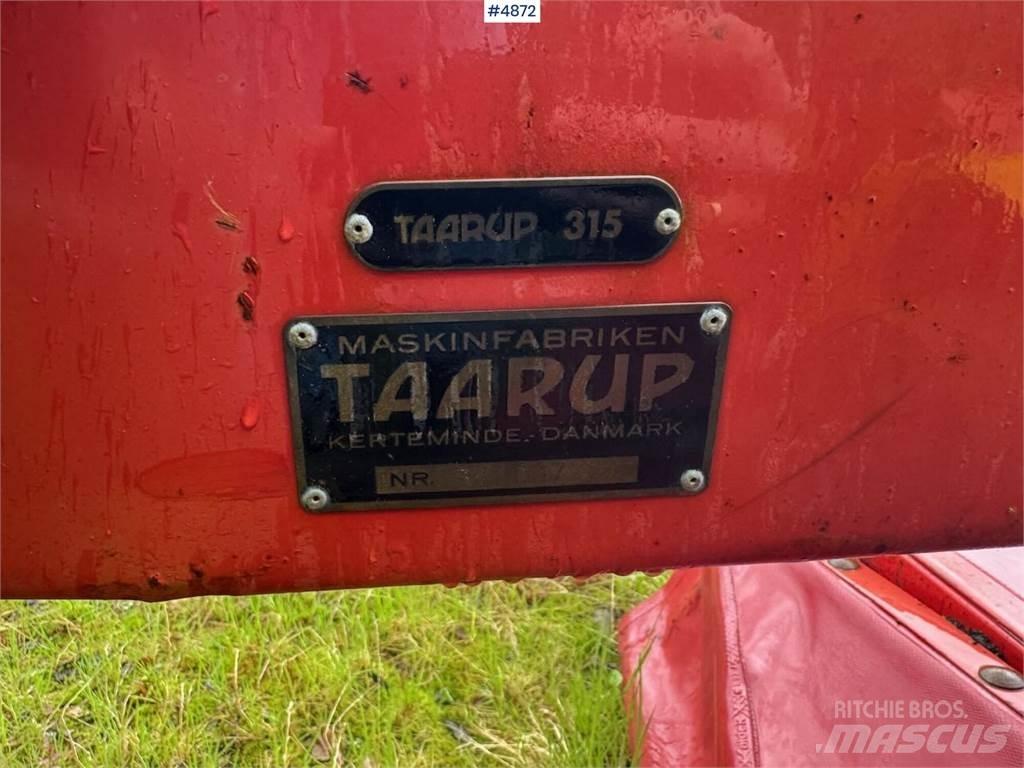 #4872
TAARUP 315
MASKINFABRIKEN
TAARUP
KERTEMINDE - DANMARK
NR.
RITCHIE BROS.
MASCUS